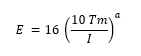 E = 16 (10 Tm / I)^a